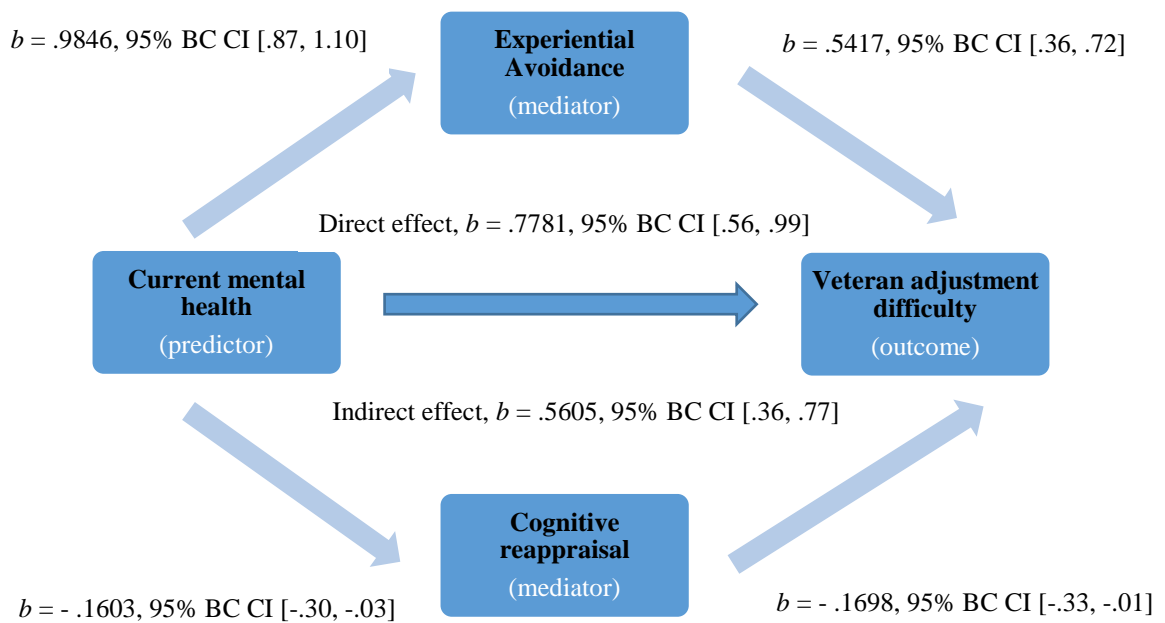 b = .9846, 95% BC CI [.87, 1.10]
Experiential
Avoidance
(mediator)
b = .5417, 95% BC CI [.36, .72]
Direct effect, b = .7781, 95% BC CI [.56, .99]
Current mental
health
(predictor)
Veteran adjustment
difficulty
(outcome)
Indirect effect, b = .5605, 95% BC CI [.36, .77]
Cognitive
reappraisal
(mediator)
b = - .1603, 95% BC CI [-.30, -.03]
b = - .1698, 95% BC CI [-.33, -.01]